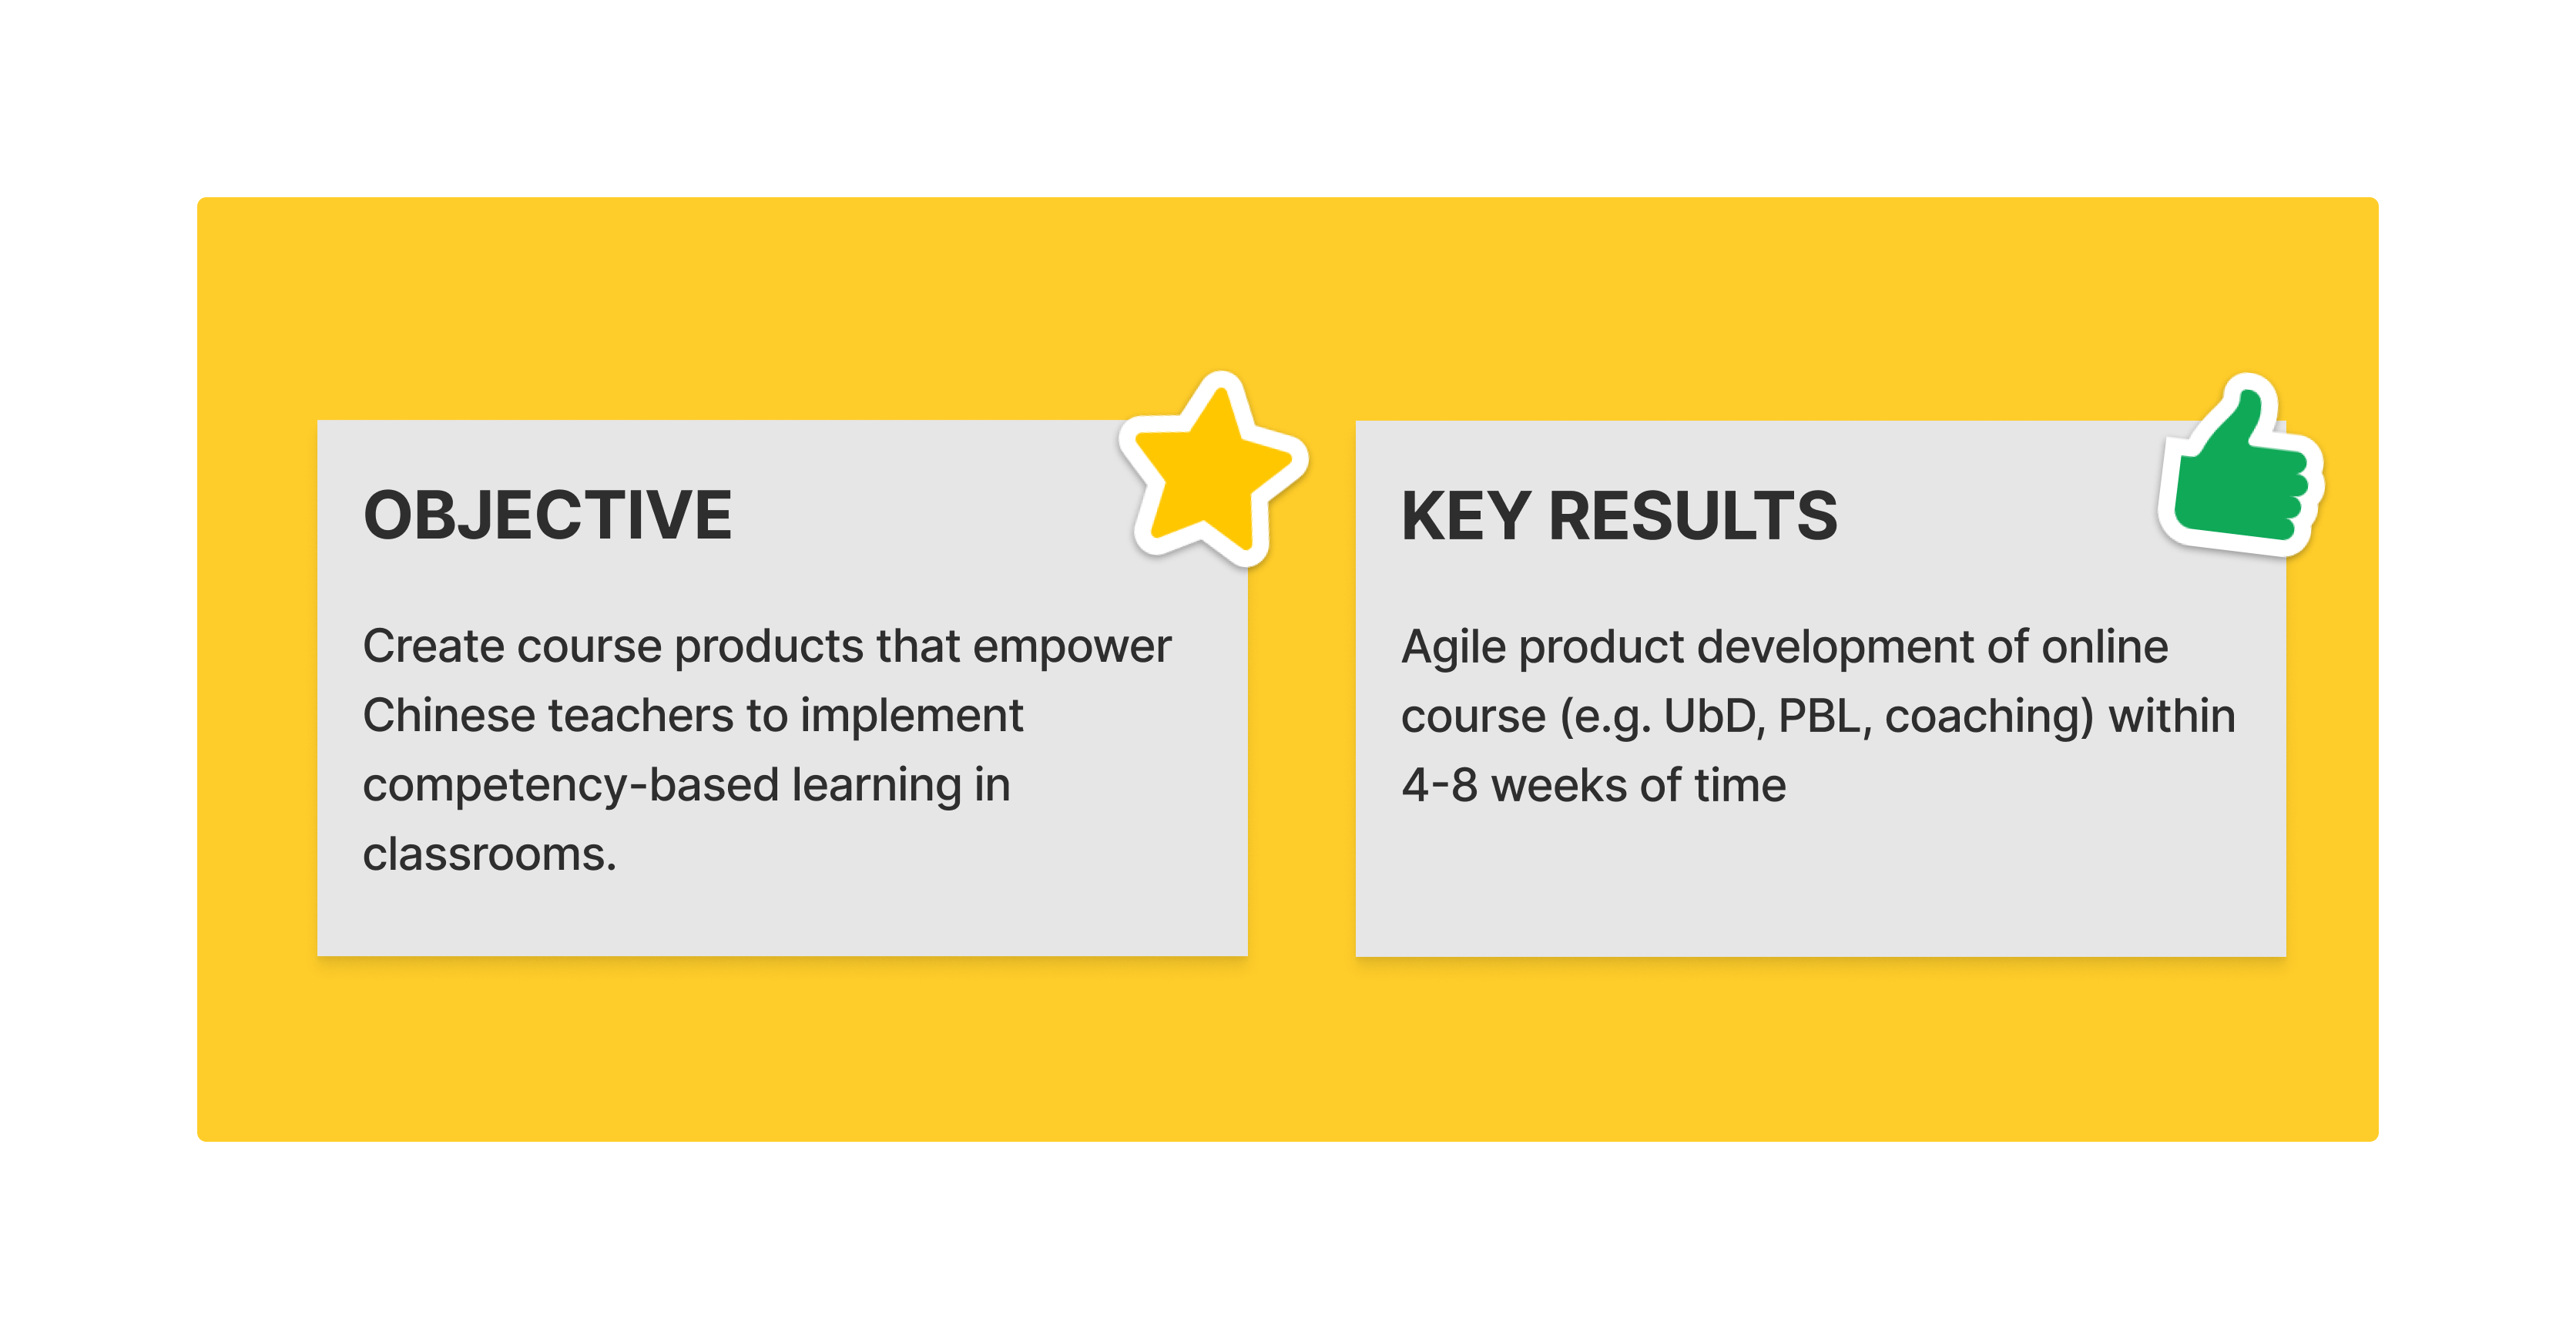 OBJECTIVE
Create course products that empower
Chinese teachers to implement
competency-based learning in
classrooms.
KEY RESULTS
Agile product development of online
course (e.g. UbD, PBL, coaching) within
4-8 weeks of time